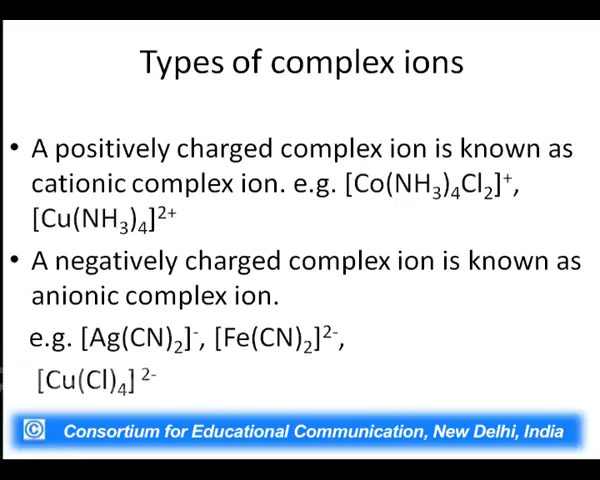 Types of complex ions
• A positively charged complex ion is known as
cationic complex ion. e.g. [Co(NH₃)₄Cl₂]⁺,
[Cu(NH₃)₄]²⁺
• A negatively charged complex ion is known as
anionic complex ion.
e.g. [Ag(CN)₂]⁻, [Fe(CN)₂]²⁻,
[Cu(Cl)₄] ²⁻
© Consortium for Educational Communication, New Delhi, India